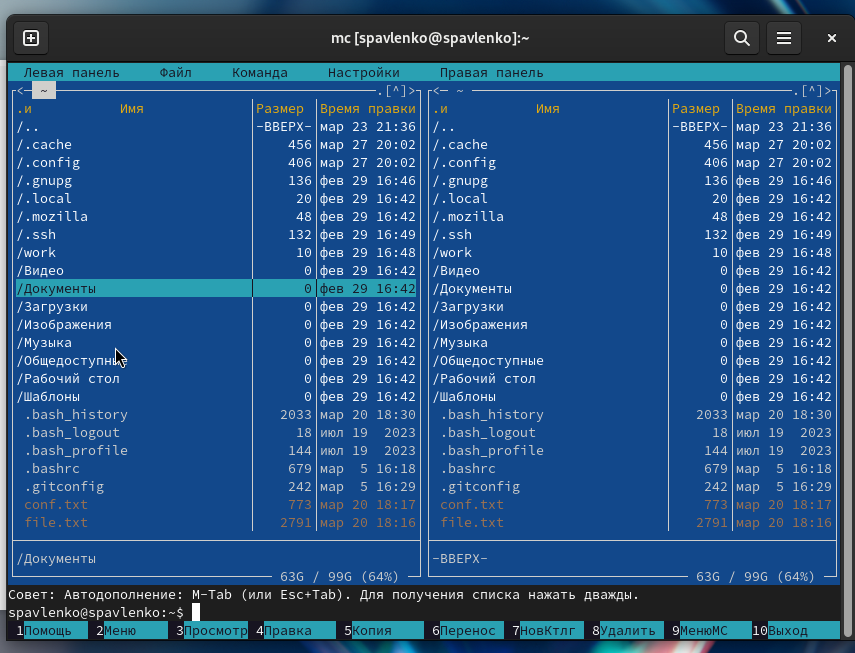 mc [spavlenko@spavlenko]:~
Левая панель Файл Команда Настройки Правая панель
<─ ~ .[^]> <─ ~ .[^]>
.и Имя Размер Время правки .и Имя Размер Время правки
/.. -ВВЕРХ- мар 23 21:36 /.. -ВВЕРХ- мар 23 21:36
/.cache 456 мар 27 20:02 /.cache 456 мар 27 20:02
/.config 406 мар 27 20:02 /.config 406 мар 27 20:02
/.gnupg 136 фев 29 16:46 /.gnupg 136 фев 29 16:46
/.local 20 фев 29 16:42 /.local 20 фев 29 16:42
/.mozilla 48 фев 29 16:42 /.mozilla 48 фев 29 16:42
/.ssh 132 фев 29 16:49 /.ssh 132 фев 29 16:49
/work 10 фев 29 16:48 /work 10 фев 29 16:48
/Видео 0 фев 29 16:42 /Видео 0 фев 29 16:42
/Документы 0 фев 29 16:42 /Документы 0 фев 29 16:42
/Загрузки 0 фев 29 16:42 /Загрузки 0 фев 29 16:42
/Изображения 0 фев 29 16:42 /Изображения 0 фев 29 16:42
/Музыка 0 фев 29 16:42 /Музыка 0 фев 29 16:42
/Общедоступные 0 фев 29 16:42 /Общедоступные 0 фев 29 16:42
/Рабочий стол 0 фев 29 16:42 /Рабочий стол 0 фев 29 16:42
/Шаблоны 0 фев 29 16:42 /Шаблоны 0 фев 29 16:42
.bash_history 2033 мар 20 18:30 .bash_history 2033 мар 20 18:30
.bash_logout 18 июл 19 2023 .bash_logout 18 июл 19 2023
.bash_profile 144 июл 19 2023 .bash_profile 144 июл 19 2023
.bashrc 679 мар 5 16:18 .bashrc 679 мар 5 16:18
.gitconfig 242 мар 5 16:29 .gitconfig 242 мар 5 16:29
conf.txt 773 мар 20 18:17 conf.txt 773 мар 20 18:17
file.txt 2791 мар 20 18:16 file.txt 2791 мар 20 18:16
/Документы -ВВЕРХ-
63G / 99G (64%) 63G / 99G (64%)
Совет: Автодополнение: M-Tab (или Esc+Tab). Для получения списка нажать дважды.
spavlenko@spavlenko:~$
1Помощь 2Меню 3Просмотр 4Правка 5Копия 6Перенос 7НовКтлг 8Удалить 9МенюMC 10Выход